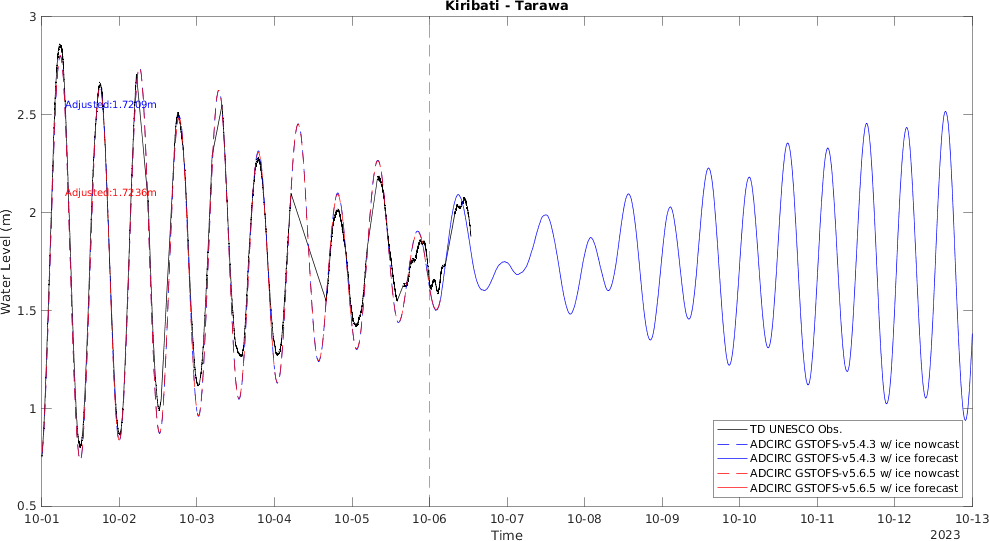 Kiribati - Tarawa
3
2.5
2
1.5
1
0.5
Water Level (m)
Adjusted:1.7209m
Adjusted:1.7236m
TD UNESCO Obs.
ADCIRC GSTOFS-v5.4.3 w/ ice nowcast
ADCIRC GSTOFS-v5.4.3 w/ ice forecast
ADCIRC GSTOFS-v5.6.5 w/ ice nowcast
ADCIRC GSTOFS-v5.6.5 w/ ice forecast
10-01 10-02 10-03 10-04 10-05 10-06 10-07 10-08 10-09 10-10 10-11 10-12 10-13
Time
2023